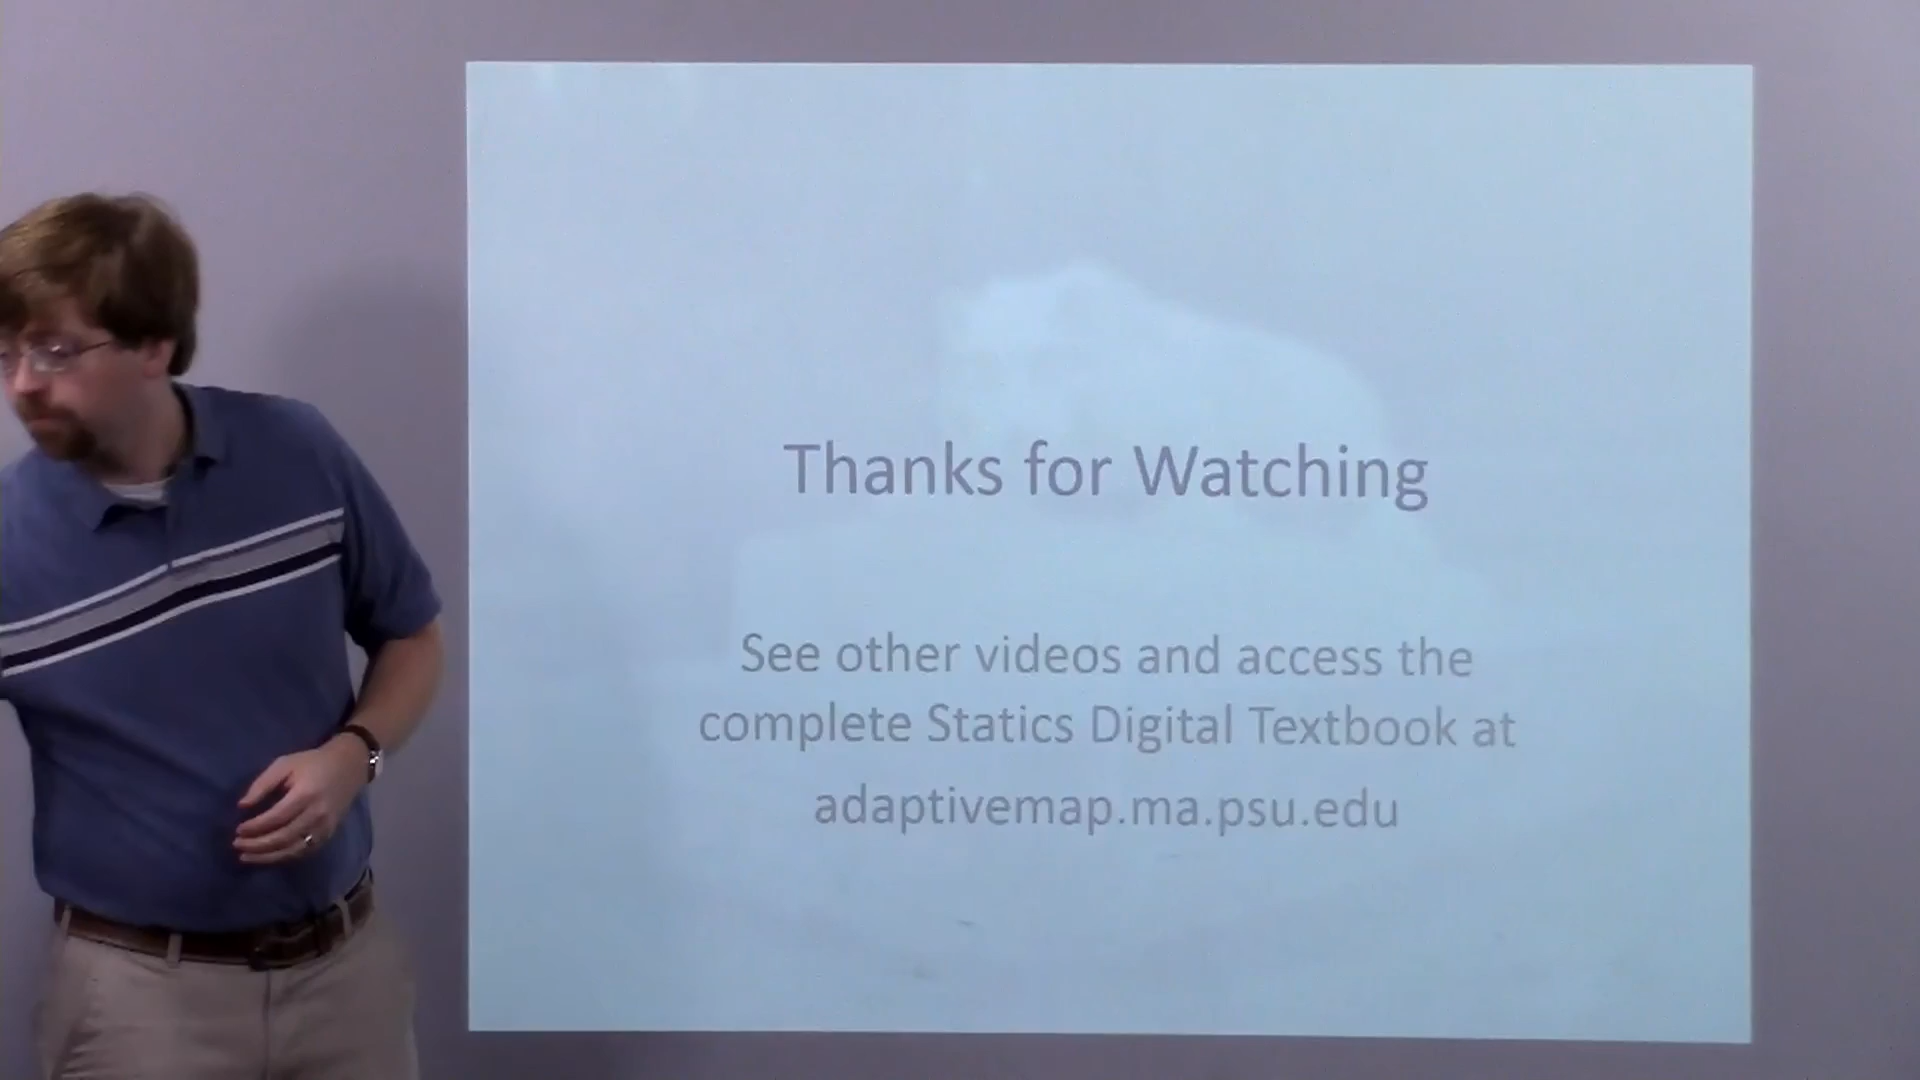 Thanks for Watching
See other videos and access the
complete Statics Digital Textbook at
adaptivemap.ma.psu.edu